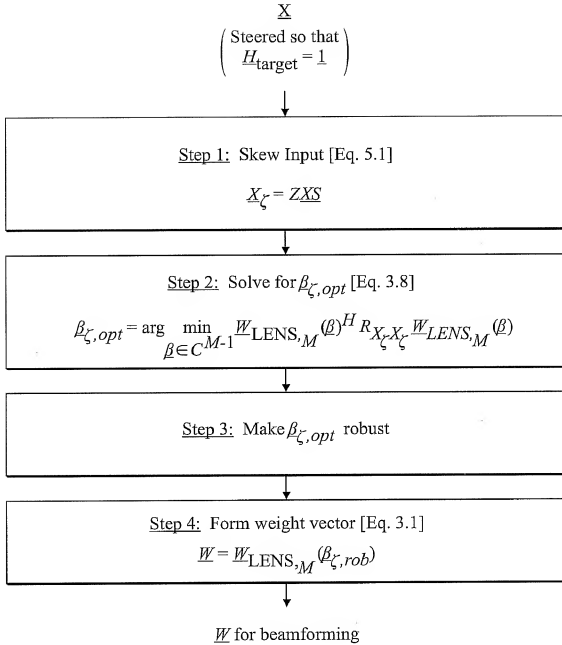 X
(Steered so that
H_target = 1)
Step 1: Skew Input [Eq. 5.1]
X_ζ = ZXS
Step 2: Solve for β_ζ,opt [Eq. 3.8]
β_ζ,opt = arg min_{β∈C^{M-1}} W_LENS,M(β)^H R_{X_ζ X_ζ} W_LENS,M(β)
Step 3: Make β_ζ,opt robust
Step 4: Form weight vector [Eq. 3.1]
W = W_LENS,M(β_ζ,rob)
W for beamforming